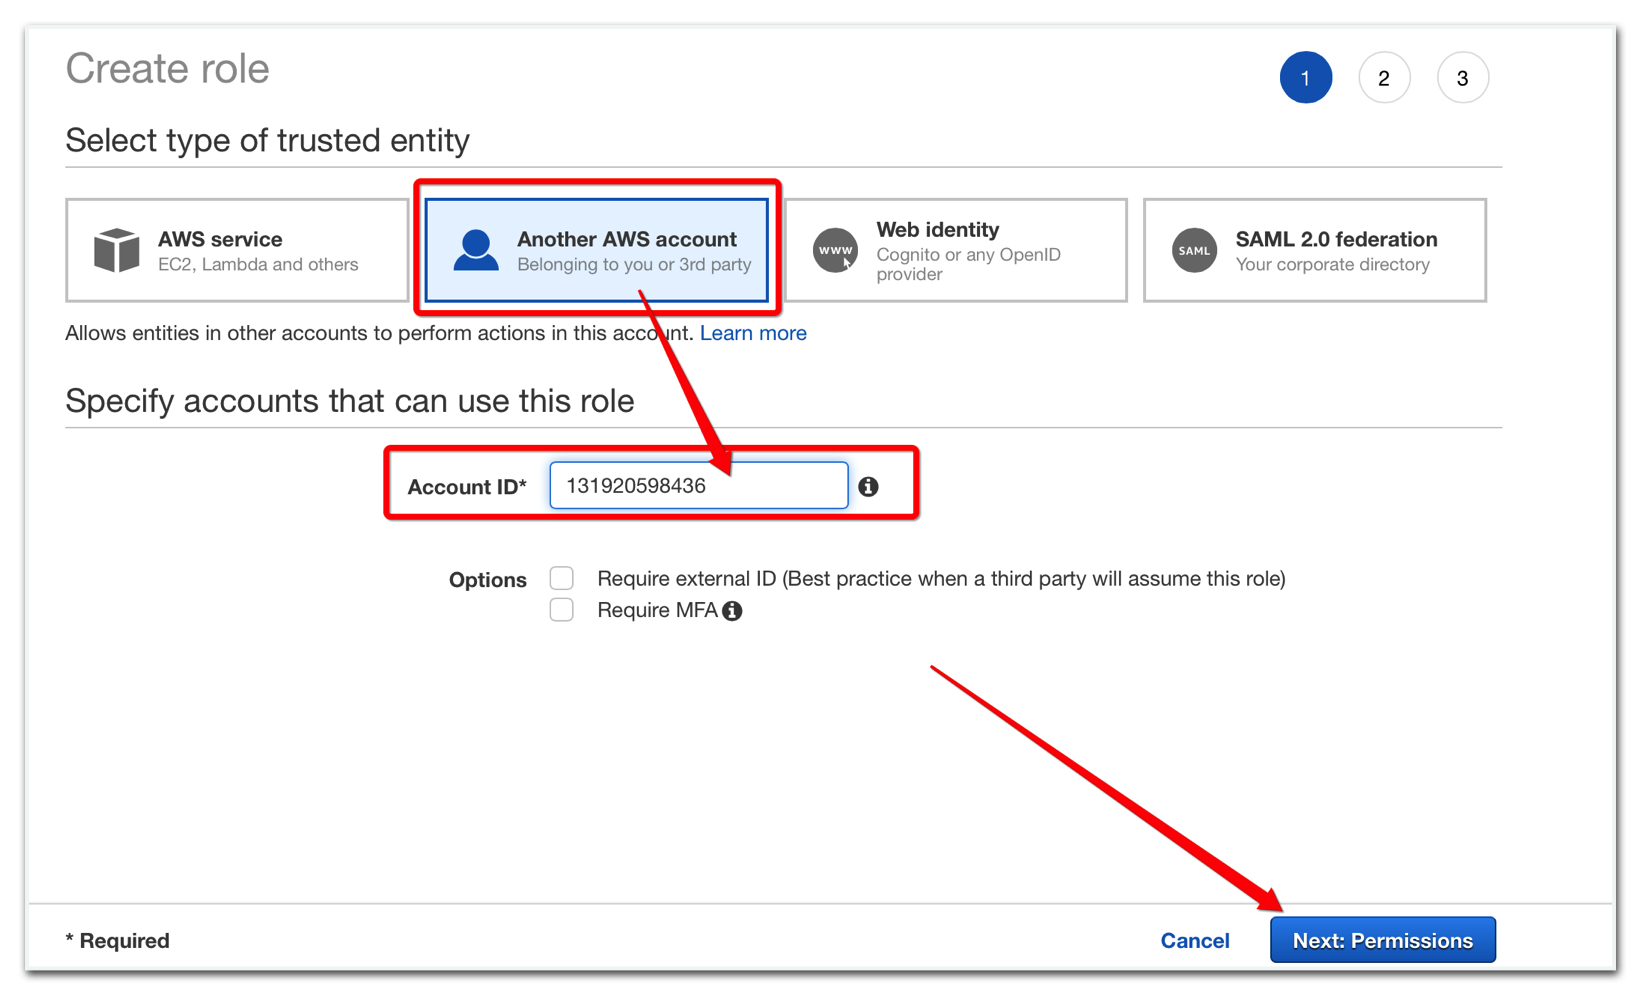 Create role
1 2 3
Select type of trusted entity
AWS service
EC2, Lambda and others
Another AWS account
Belonging to you or 3rd party
www
Web identity
Cognito or any OpenID
provider
SAML
SAML 2.0 federation
Your corporate directory
Allows entities in other accounts to perform actions in this account. Learn more
Specify accounts that can use this role
Account ID* 131920598436
Options Require external ID (Best practice when a third party will assume this role)
Require MFA
* Required Cancel Next: Permissions